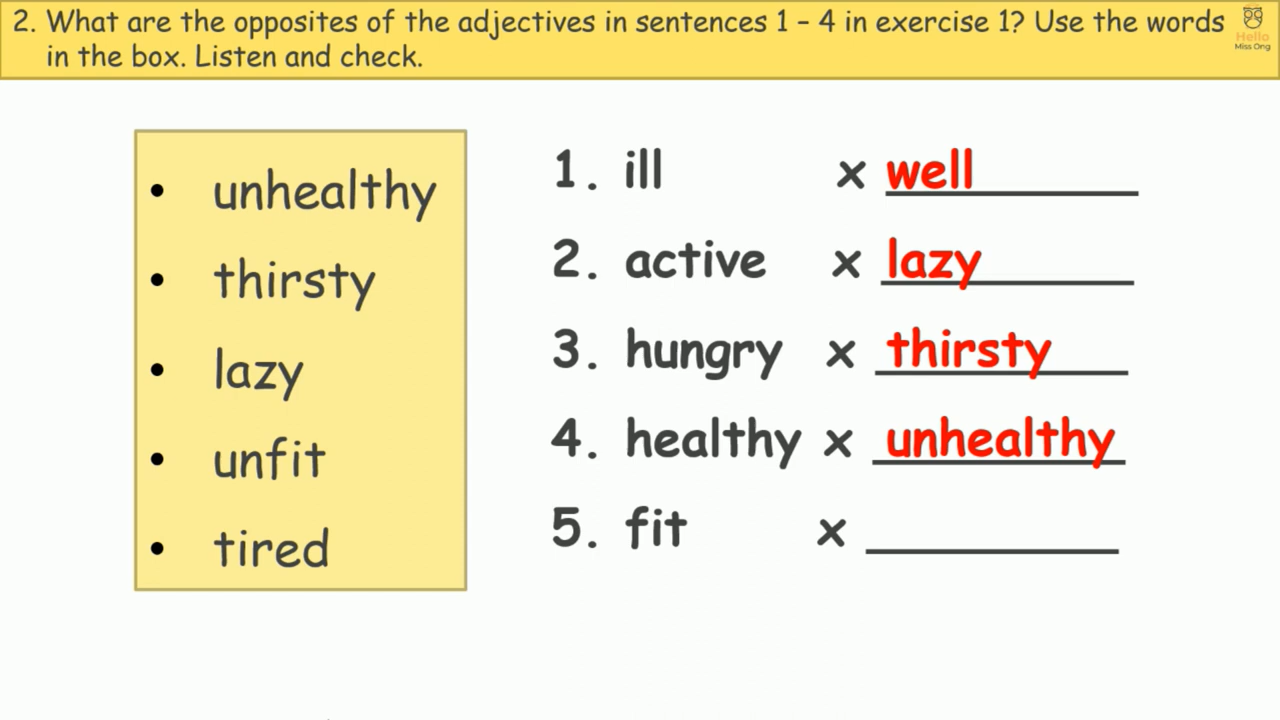 2. What are the opposites of the adjectives in sentences 1 – 4 in exercise 1? Use the words
in the box. Listen and check.
Hello
Miss Ong
• unhealthy
• thirsty
• lazy
• unfit
• tired
1. ill x well
2. active x lazy
3. hungry x thirsty
4. healthy x unhealthy
5. fit x ____________